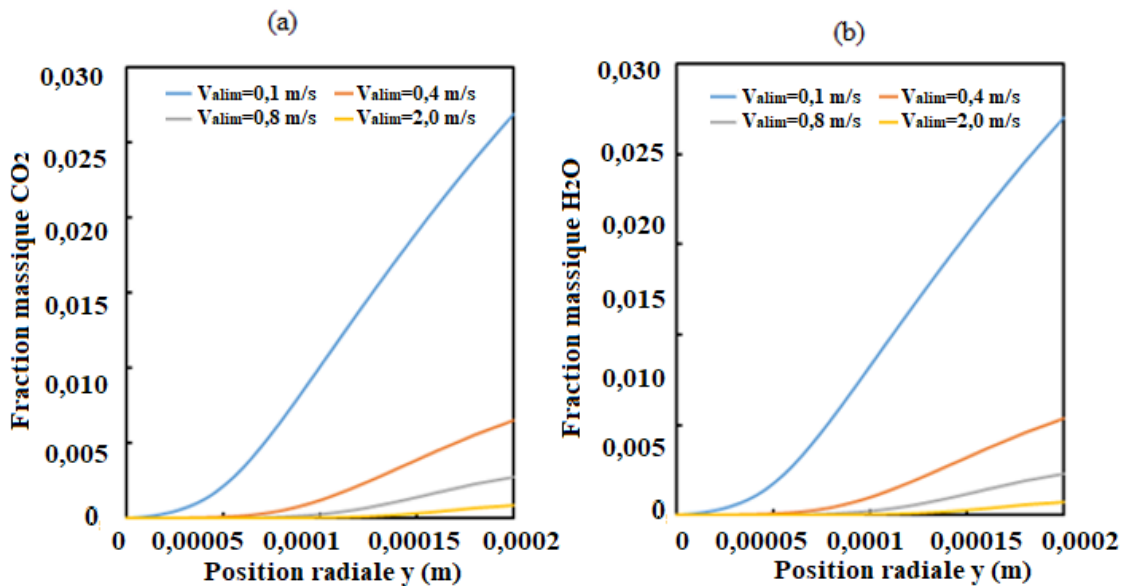 (a)
Fraction massique CO2
0,030
0,025
0,020
0,015
0,010
0,005
0
Valim=0,1 m/s Valim=0,4 m/s
Valim=0,8 m/s Valim=2,0 m/s
0 0,00005 0,0001 0,00015 0,0002
Position radiale y (m)
(b)
Fraction massique H2O
0,030
0,025
0,020
0,015
0,010
0,005
0
Valim=0,1 m/s Valim=0,4 m/s
Valim=0,8 m/s Valim=2,0 m/s
0 0,00005 0,0001 0,00015 0,0002
Position radiale y (m)